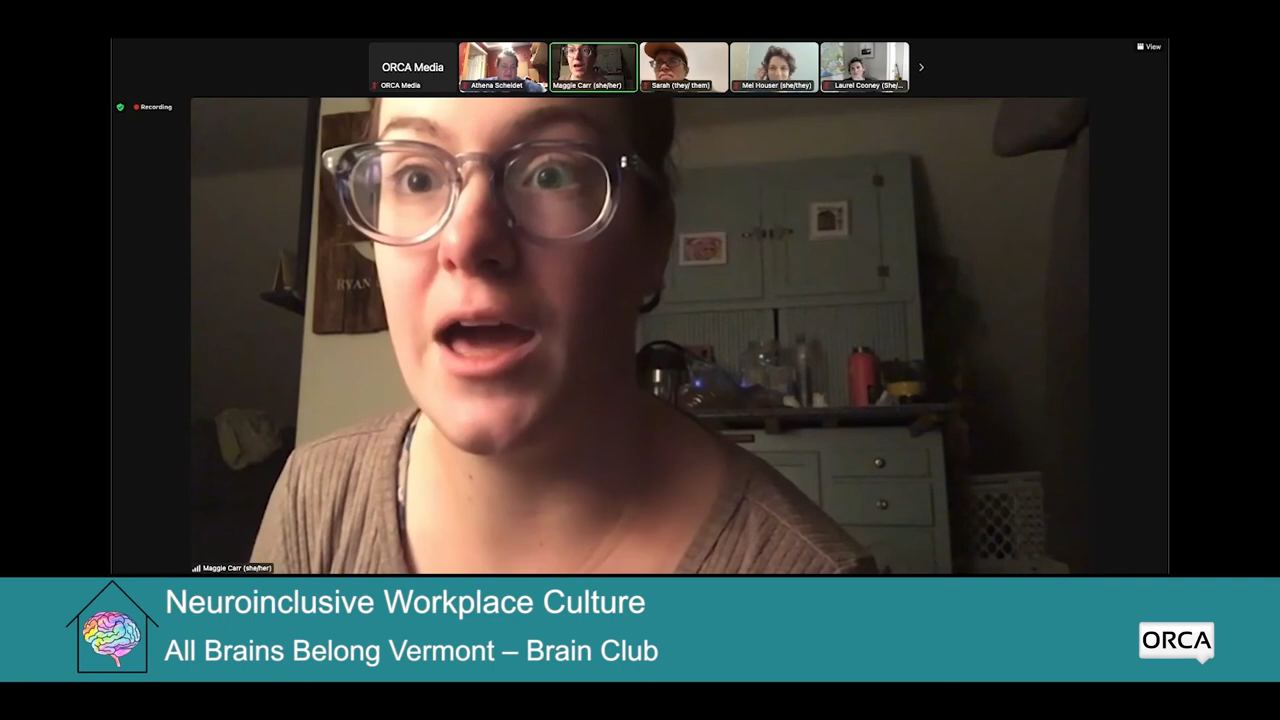 View
ORCA Media
ORCA Media
Athena Scheidet
Maggie Carr (she/her)
Sarah (they/ them)
Mel Houser (she/they)
Laurel Cooney (She/...
Recording
RYAN
Maggie Carr (she/her)
Neuroinclusive Workplace Culture
All Brains Belong Vermont – Brain Club
ORCA